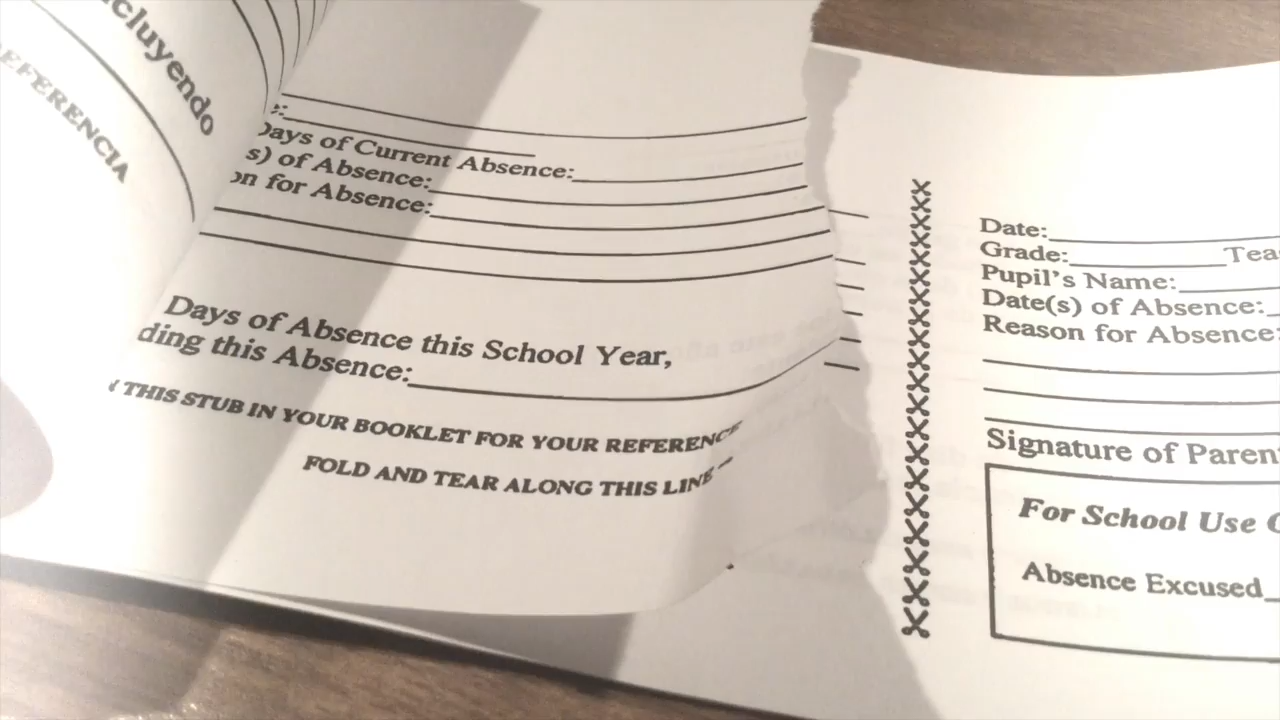 cluyendo
EFERENCIA
Days of Current Absence:
s) of Absence:
on for Absence:
Days of Absence this School Year,
ding this Absence:
THIS STUB IN YOUR BOOKLET FOR YOUR REFERENCE
FOLD AND TEAR ALONG THIS LINE
Date:
Grade: Tea
Pupil's Name:
Date(s) of Absence:
Reason for Absence:
Signature of Paren
For School Use
Absence Excused